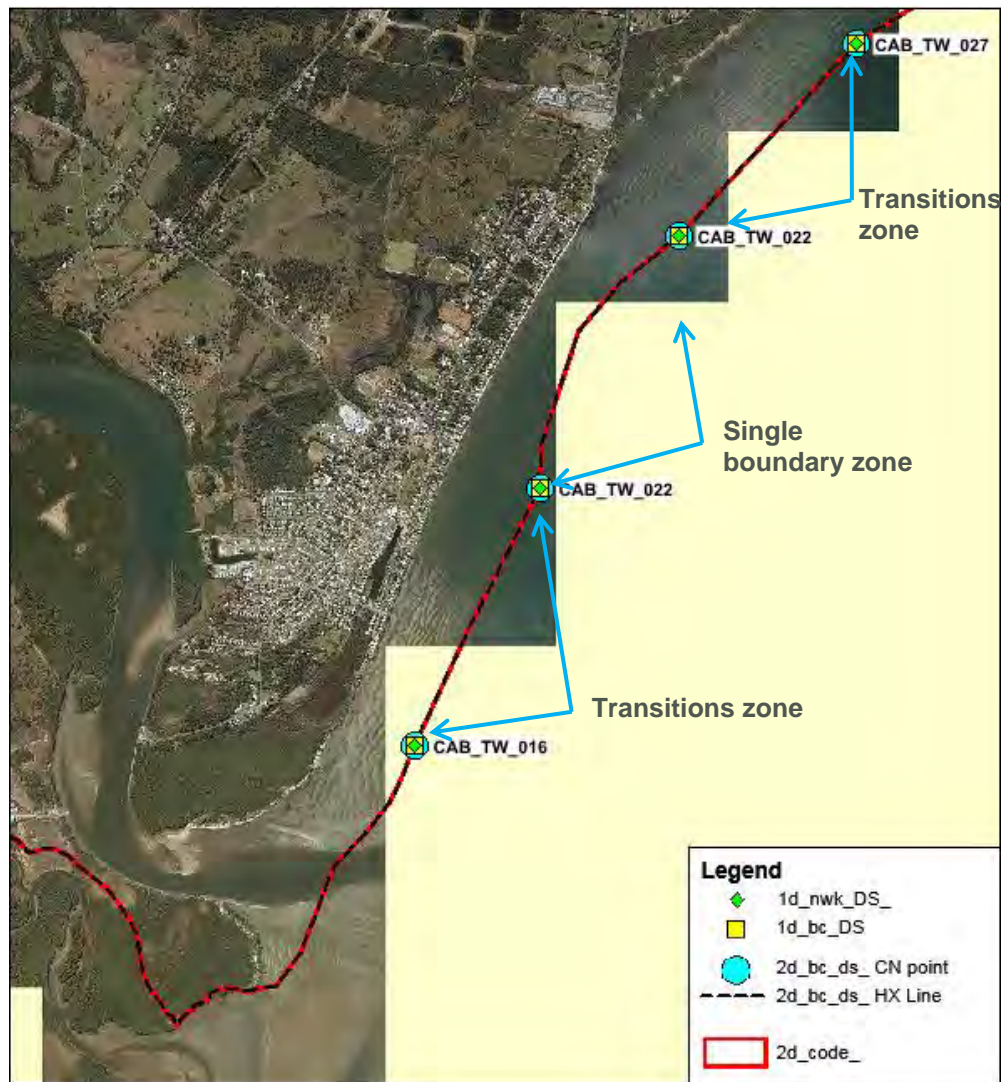 CAB_TW_027
Transitions
zone
CAB_TW_022
Single
boundary zone
CAB_TW_022
Transitions zone
CAB_TW_016
Legend
1d_nwk_DS_
1d_bc_DS
2d_bc_ds_ CN point
2d_bc_ds_ HX Line
2d_code_